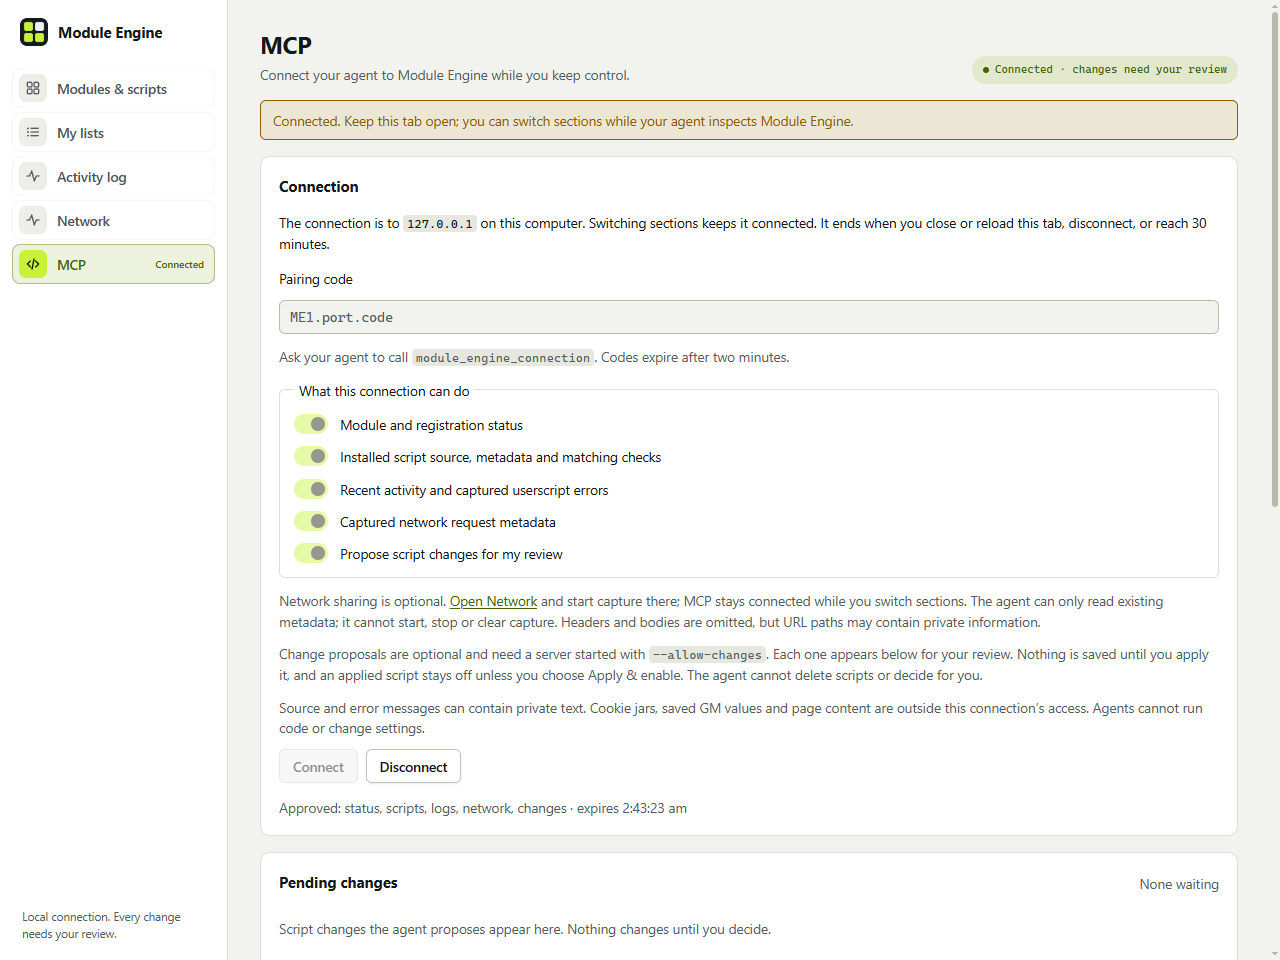 Module Engine
Modules & scripts
My lists
Activity log
Network
MCP
Connected
Local connection. Every change
needs your review.
MCP
Connect your agent to Module Engine while you keep control.
Connected · changes need your review
Connected. Keep this tab open; you can switch sections while your agent inspects Module Engine.
Connection
The connection is to 127.0.0.1 on this computer. Switching sections keeps it connected. It ends when you close or reload this tab, disconnect, or reach 30
minutes.
Pairing code
ME1.port.code
Ask your agent to call module_engine_connection. Codes expire after two minutes.
What this connection can do
Module and registration status
Installed script source, metadata and matching checks
Recent activity and captured userscript errors
Captured network request metadata
Propose script changes for my review
Network sharing is optional. Open Network and start capture there; MCP stays connected while you switch sections. The agent can only read existing
metadata; it cannot start, stop or clear capture. Headers and bodies are omitted, but URL paths may contain private information.
Change proposals are optional and need a server started with --allow-changes. Each one appears below for your review. Nothing is saved until you apply
it, and an applied script stays off unless you choose Apply & enable. The agent cannot delete scripts or decide for you.
Source and error messages can contain private text. Cookie jars, saved GM values and page content are outside this connection's access. Agents cannot run
code or change settings.
Connect
Disconnect
Approved: status, scripts, logs, network, changes · expires 2:43:23 am
Pending changes
None waiting
Script changes the agent proposes appear here. Nothing changes until you decide.